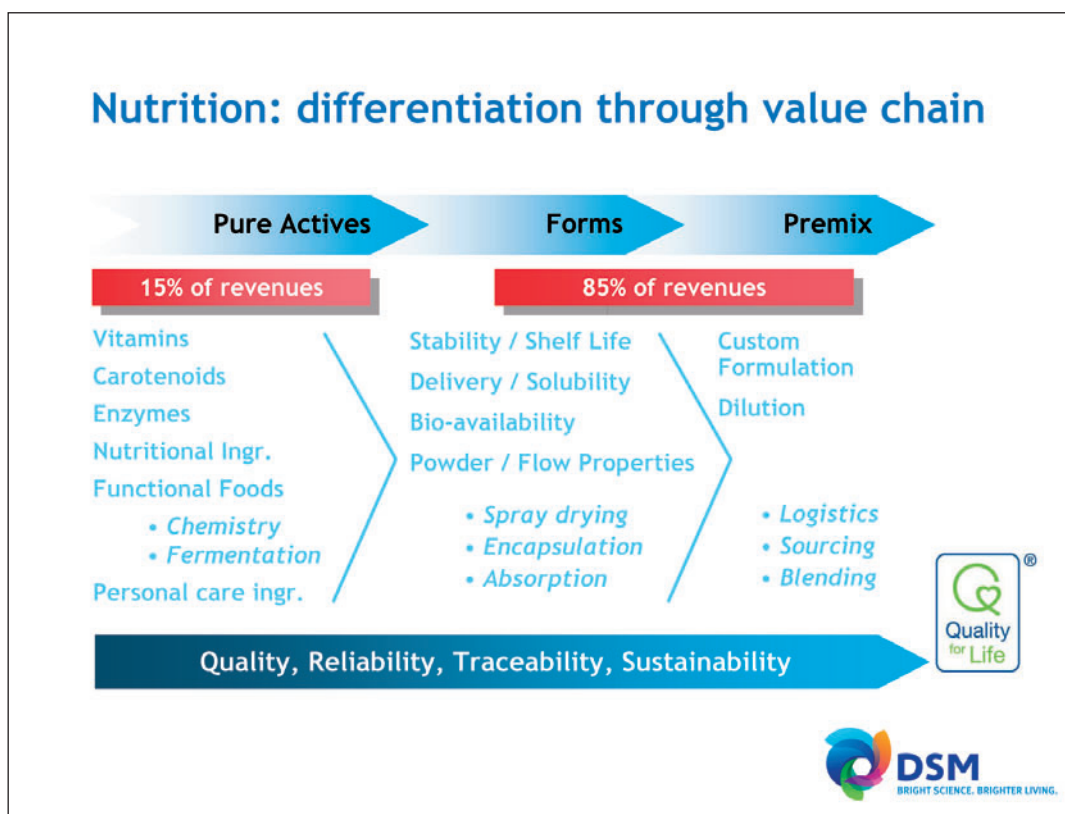 Nutrition: differentiation through value chain
Pure Actives
Forms
Premix
15% of revenues
85% of revenues
Vitamins
Carotenoids
Enzymes
Nutritional Ingr.
Functional Foods
• Chemistry
• Fermentation
Personal care ingr.
Stability / Shelf Life
Delivery / Solubility
Bio-availability
Powder / Flow Properties
• Spray drying
• Encapsulation
• Absorption
Custom
Formulation
Dilution
• Logistics
• Sourcing
• Blending
Quality, Reliability, Traceability, Sustainability
®
Quality
for Life
DSM
BRIGHT SCIENCE. BRIGHTER LIVING.